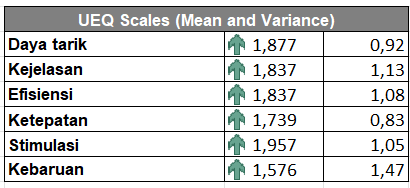 UEQ Scales (Mean and Variance)
Daya tarik 1,877 0,92
Kejelasan 1,837 1,13
Efisiensi 1,837 1,08
Ketepatan 1,739 0,83
Stimulasi 1,957 1,05
Kebaruan 1,576 1,47